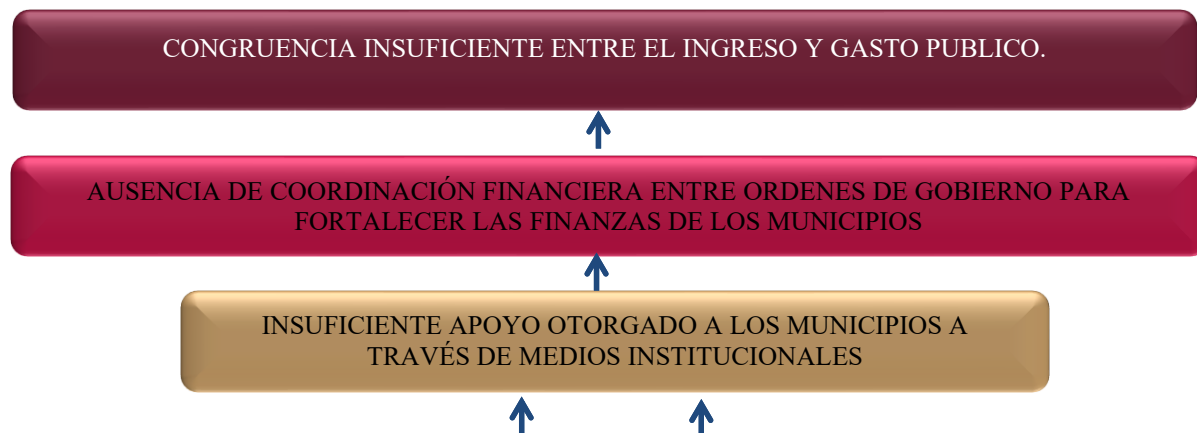 CONGRUENCIA INSUFICIENTE ENTRE EL INGRESO Y GASTO PUBLICO.
AUSENCIA DE COORDINACIÓN FINANCIERA ENTRE ORDENES DE GOBIERNO PARA
FORTALECER LAS FINANZAS DE LOS MUNICIPIOS
INSUFICIENTE APOYO OTORGADO A LOS MUNICIPIOS A
TRAVÉS DE MEDIOS INSTITUCIONALES